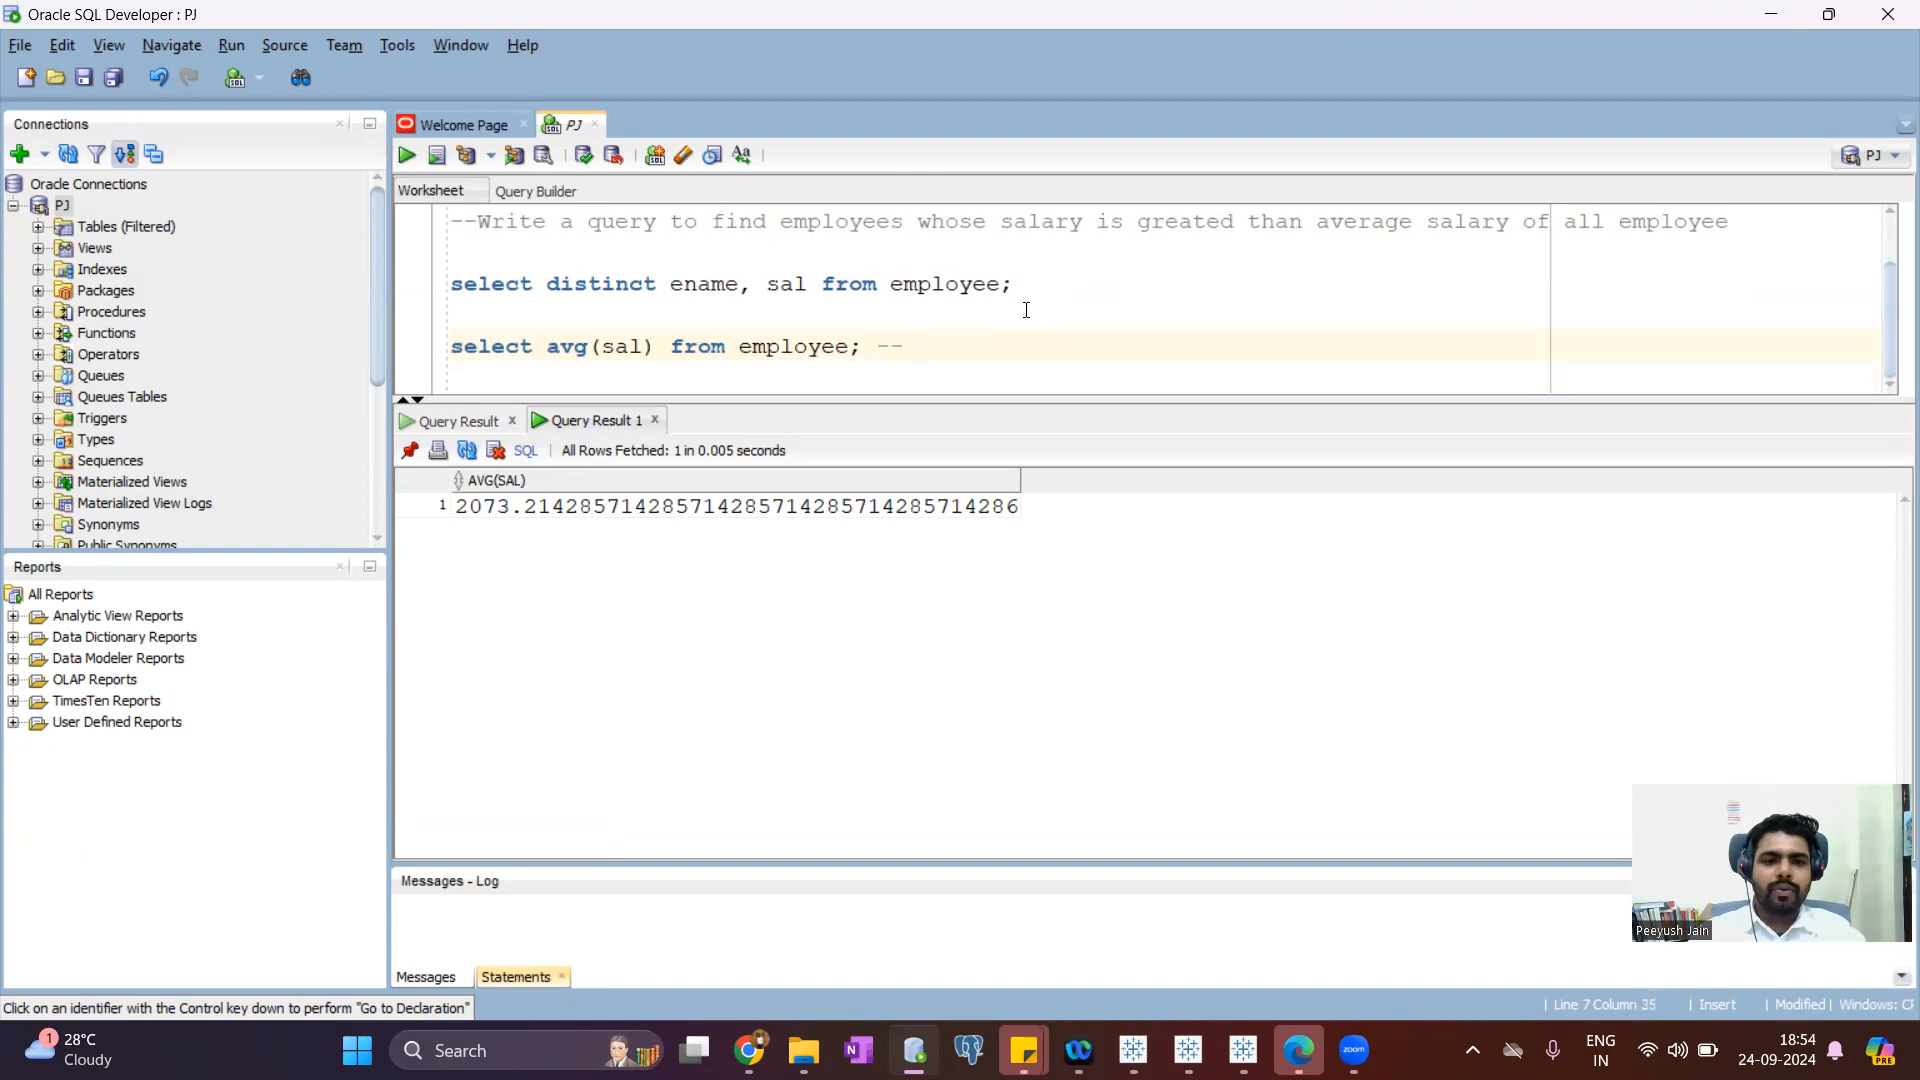 Oracle SQL Developer : PJ
File Edit View Navigate Run Source Team Tools Window Help
Connections
Oracle Connections
PJ
Tables (Filtered)
Views
Indexes
Packages
Procedures
Functions
Operators
Queues
Queues Tables
Triggers
Types
Sequences
Materialized Views
Materialized View Logs
Synonyms
Public Synonyms
Reports
All Reports
Analytic View Reports
Data Dictionary Reports
Data Modeler Reports
OLAP Reports
TimesTen Reports
User Defined Reports
Welcome Page PJ
PJ
Worksheet Query Builder
--Write a query to find employees whose salary is greated than average salary of all employee
select distinct ename, sal from employee;
select avg(sal) from employee; --
Query Result Query Result 1
SQL All Rows Fetched: 1 in 0.005 seconds
AVG(SAL)
1 2073.214285714285714285714285714285714286
Messages - Log
Peeyush Jain
Messages Statements
Click on an identifier with the Control key down to perform "Go to Declaration"
Line 7 Column 35 Insert Modified Windows:
1 28°C
Cloudy
Search
zoom
ENG
IN
18:54
24-09-2024
PRE